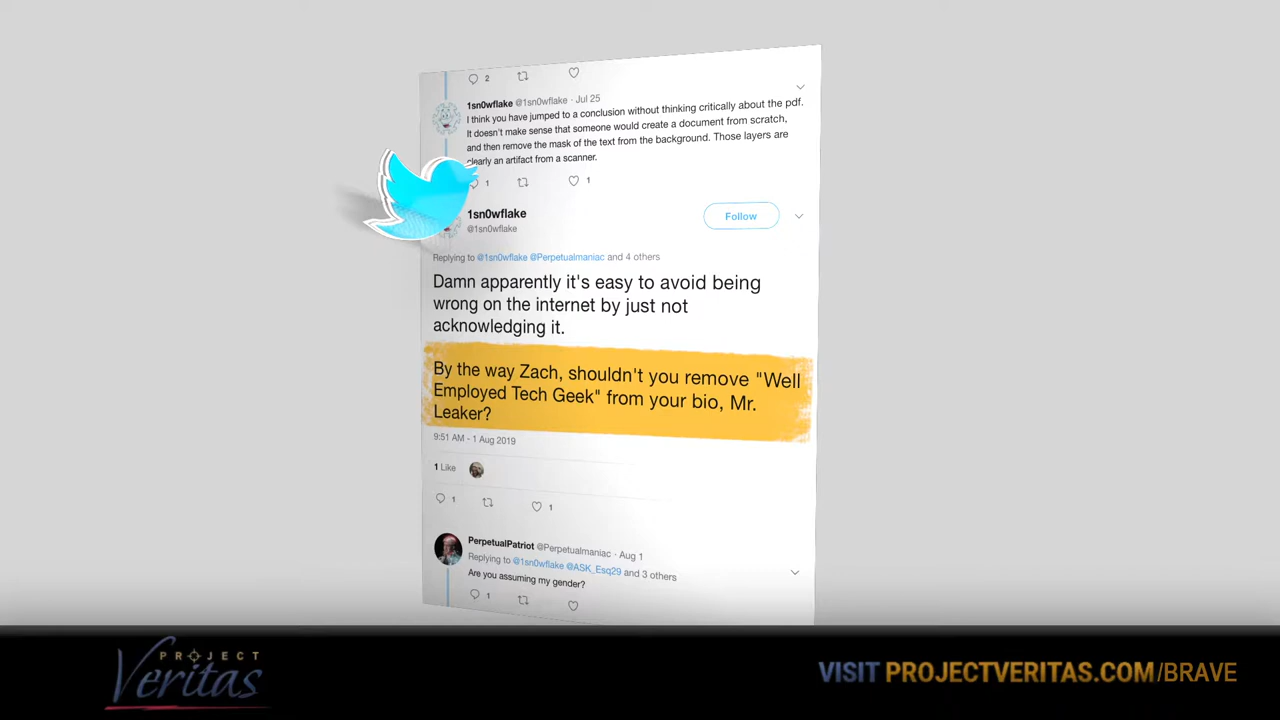 2
1sn0wflake @1sn0wflake · Jul 25
I think you have jumped to a conclusion without thinking critically about the pdf.
It doesn't make sense that someone would create a document from scratch,
and then remove the mask of the text from the background. Those layers are
clearly an artifact from a scanner.
1 1
1sn0wflake
@1sn0wflake
Follow
Replying to @1sn0wflake @Perpetualmaniac and 4 others
Damn apparently it's easy to avoid being
wrong on the internet by just not
acknowledging it.
By the way Zach, shouldn't you remove "Well
Employed Tech Geek" from your bio, Mr.
Leaker?
9:51 AM - 1 Aug 2019
1 Like
1 1
PerpetualPatriot @Perpetualmaniac · Aug 1
Replying to @1sn0wflake @ASK_Esq29 and 3 others
Are you assuming my gender?
1
PROJECT
Veritas
VISIT PROJECTVERITAS.COM/BRAVE